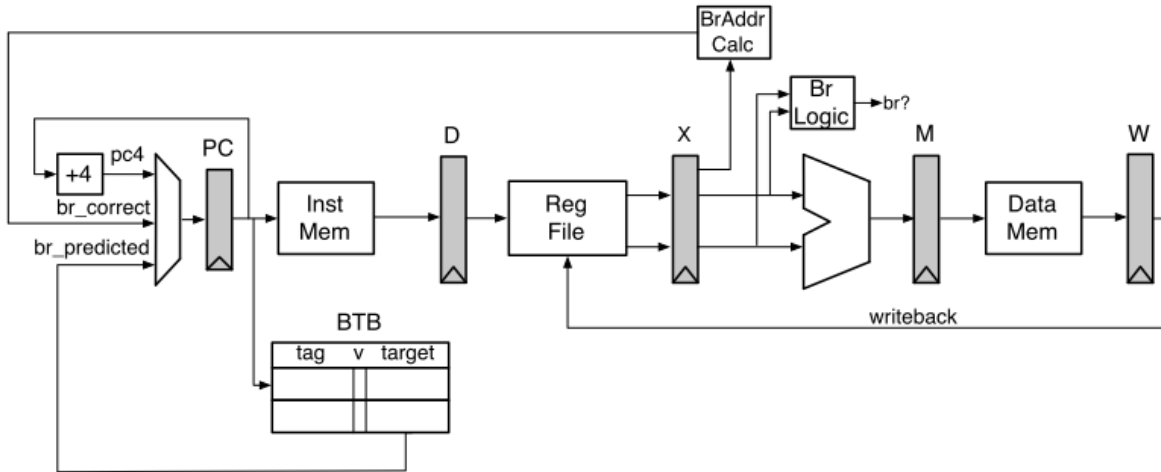 BrAddr
Calc
Br
Logic
br?
PC
D
X
M
W
+4
pc4
br_correct
br_predicted
Inst
Mem
Reg
File
Data
Mem
writeback
BTB
tag v target